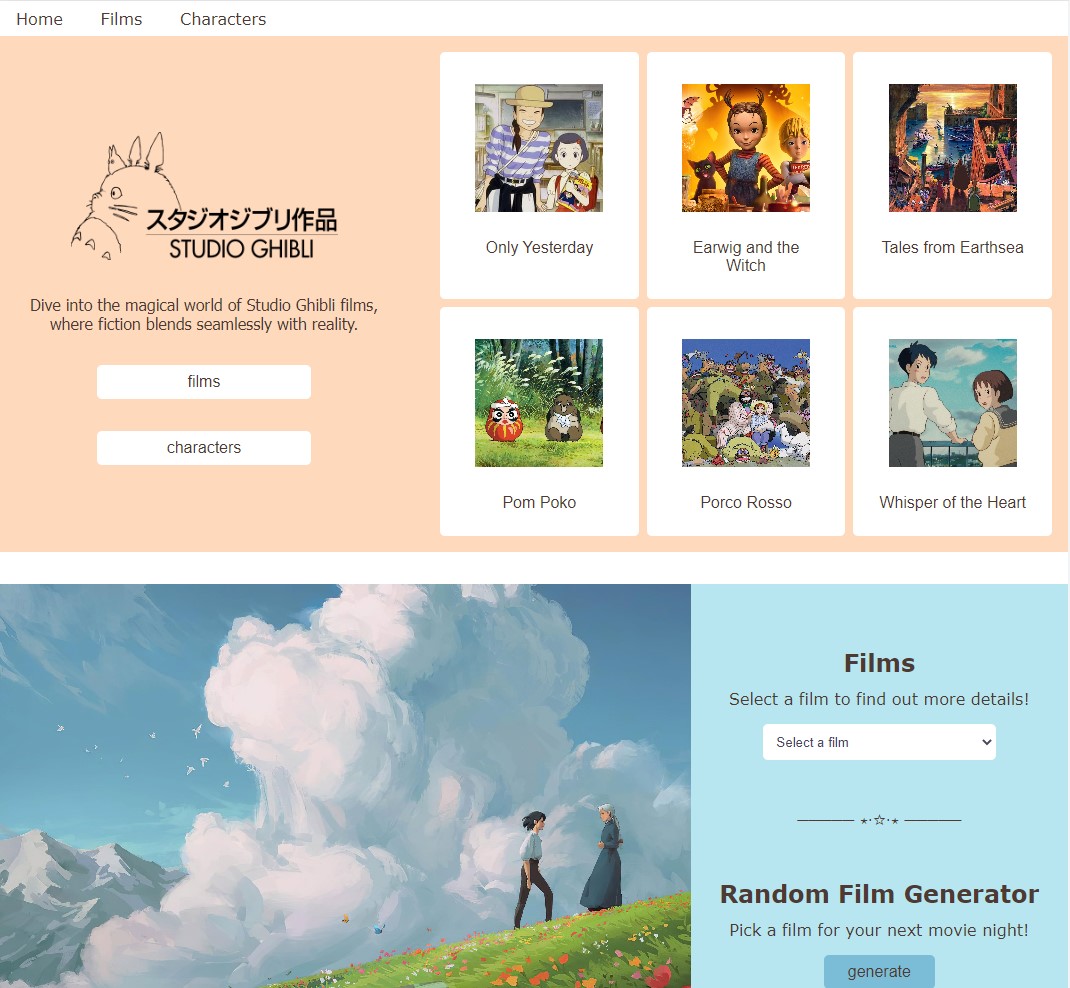 Home Films Characters
スタジオジブリ作品
STUDIO GHIBLI
Dive into the magical world of Studio Ghibli films,
where fiction blends seamlessly with reality.
films
characters
Only Yesterday
Earwig and the
Witch
Tales from Earthsea
Pom Poko
Porco Rosso
Whisper of the Heart
Films
Select a film to find out more details!
Select a film
Random Film Generator
Pick a film for your next movie night!
generate